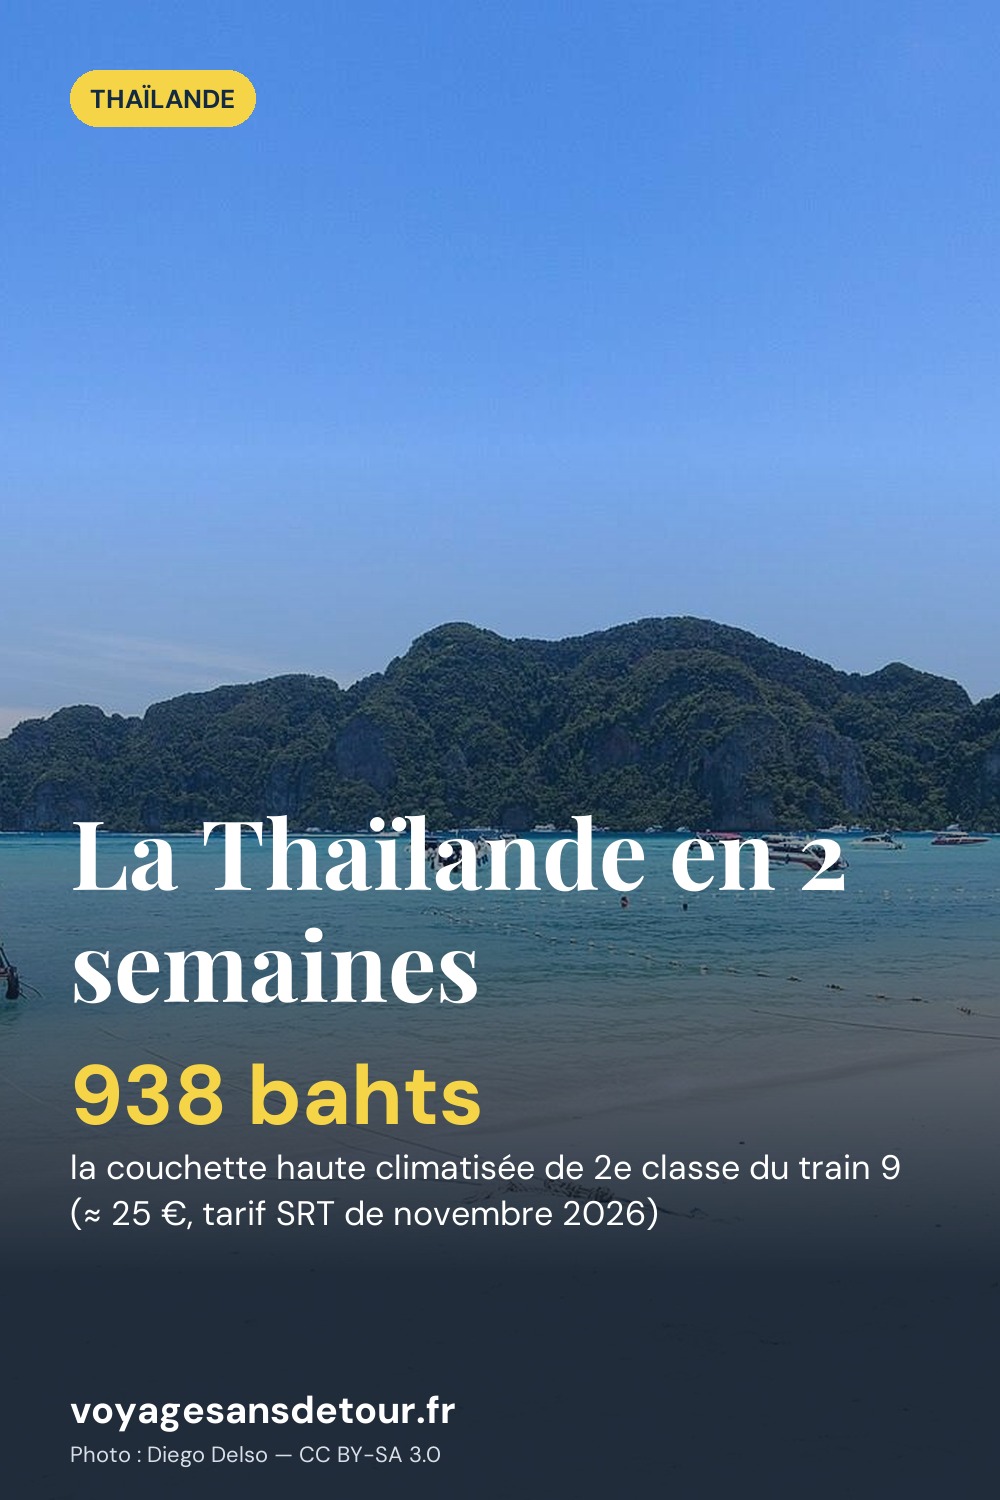 THAÏLANDE
La Thaïlande en 2
semaines
938 bahts
la couchette haute climatisée de 2e classe du train 9
(≈ 25 €, tarif SRT de novembre 2026)
voyagesansdetour.fr
Photo : Diego Delso — CC BY-SA 3.0